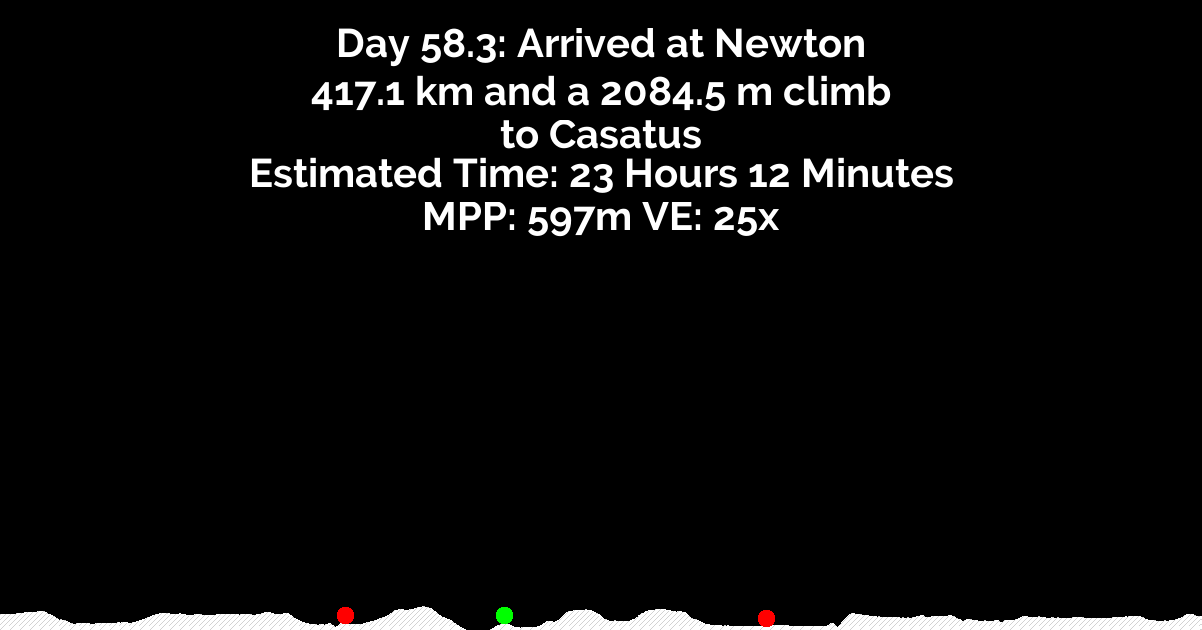 Day 58.3: Arrived at Newton
417.1 km and a 2084.5 m climb
to Casatus
Estimated Time: 23 Hours 12 Minutes
MPP: 597m VE: 25x